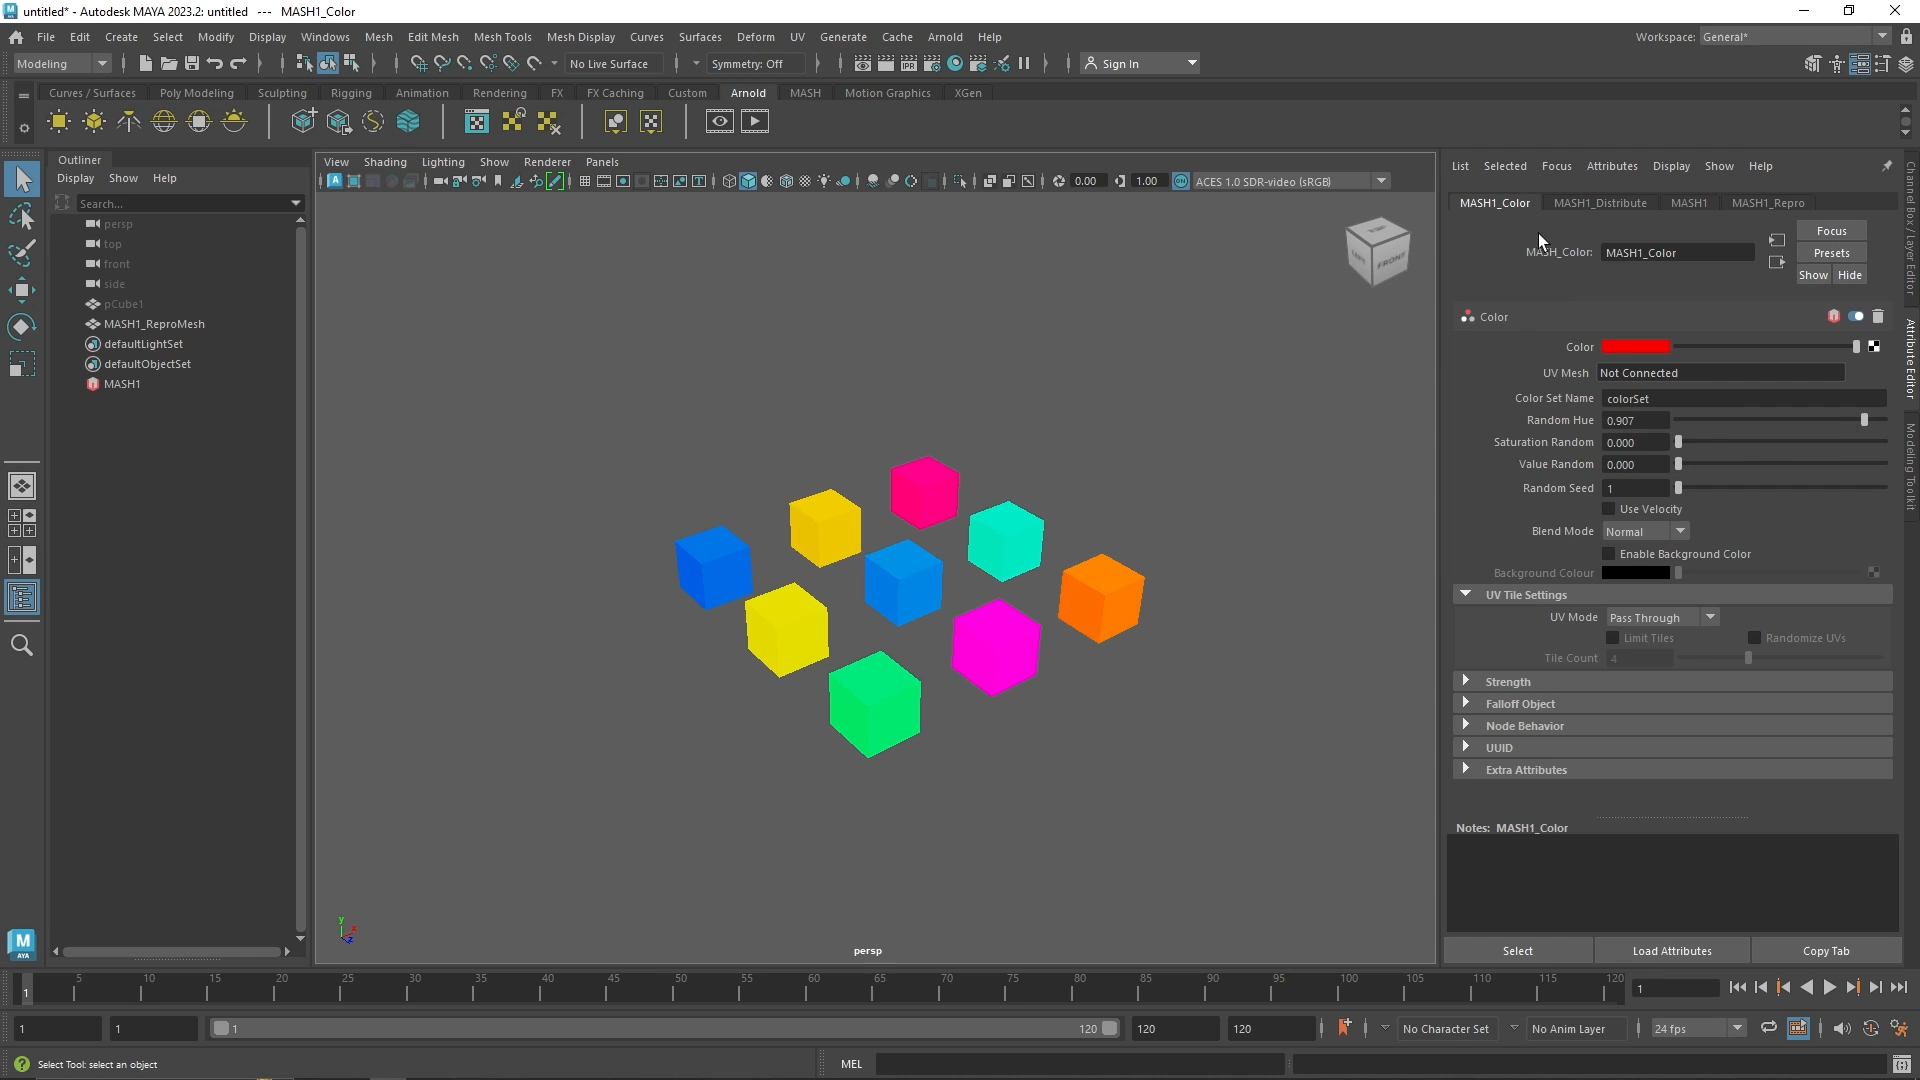 untitled* - Autodesk MAYA 2023.2: untitled --- MASH1_Color
File Edit Create Select Modify Display Windows Mesh Edit Mesh Mesh Tools Mesh Display Curves Surfaces Deform UV Generate Cache Arnold Help
Workspace: General*
Modeling No Live Surface Symmetry: Off Sign In
Curves / Surfaces Poly Modeling Sculpting Rigging Animation Rendering FX FX Caching Custom Arnold MASH Motion Graphics XGen
Outliner
Display Show Help
Search...
persp
top
front
side
pCube1
MASH1_ReproMesh
defaultLightSet
defaultObjectSet
MASH1
View Shading Lighting Show Renderer Panels
0.00 1.00 ACES 1.0 SDR-video (sRGB)
FRONT
persp
List Selected Focus Attributes Display Show Help
MASH1_Color MASH1_Distribute MASH1 MASH1_Repro
MASH_Color: MASH1_Color
Focus
Presets
Show Hide
Color
Color
UV Mesh Not Connected
Color Set Name colorSet
Random Hue 0.907
Saturation Random 0.000
Value Random 0.000
Random Seed 1
Use Velocity
Blend Mode Normal
Enable Background Color
Background Colour
UV Tile Settings
UV Mode Pass Through
Limit Tiles Randomize UVs
Tile Count 4
Strength
Falloff Object
Node Behavior
UUID
Extra Attributes
Notes: MASH1_Color
Select Load Attributes Copy Tab
Channel Box / Layer Editor
Attribute Editor
Modeling Toolkit
1 5 10 15 20 25 30 35 40 45 50 55 60 65 70 75 80 85 90 95 100 105 110 115 120 1
1 1 1 120 120 120 No Character Set No Anim Layer 24 fps
Select Tool: select an object
MEL